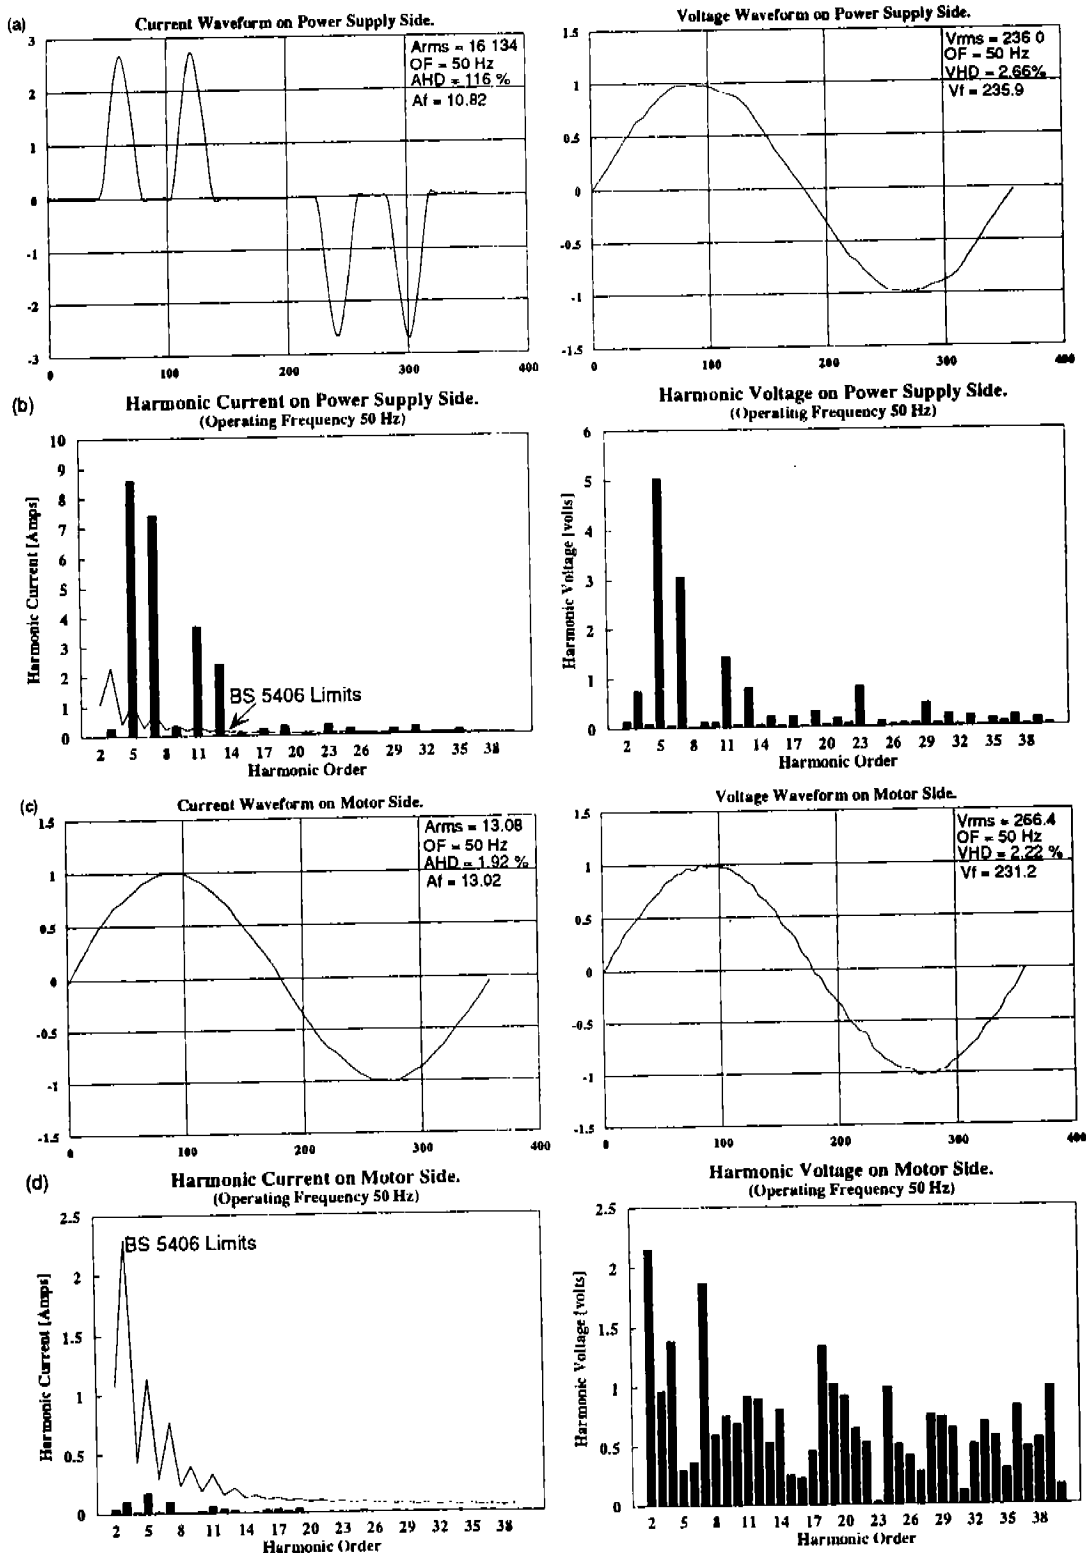 (a)
Current Waveform on Power Supply Side.
Arms = 16 134
OF = 50 Hz
AHD = 116 %
Af = 10.82
3
2
1
0
-1
-2
-3
0 100 200 300 400
Voltage Waveform on Power Supply Side.
Vrms = 236 0
OF = 50 Hz
VHD = 2.66%
Vf = 235.9
1.5
1
0.5
0
-0.5
-1
-1.5
0 100 200 300 400
(b)
Harmonic Current on Power Supply Side.
(Operating Frequency 50 Hz)
Harmonic Current [Amps]
10
9
8
7
6
5
4
3
2
1
0
BS 5406 Limits
2 5 8 11 14 17 20 23 26 29 32 35 38
Harmonic Order
Harmonic Voltage on Power Supply Side.
(Operating Frequency 50 Hz)
Harmonic Voltage [volts]
6
5
4
3
2
1
0
2 5 8 11 14 17 20 23 26 29 32 35 38
Harmonic Order
(c)
Current Waveform on Motor Side.
Arms = 13.08
OF = 50 Hz
AHD = 1.92 %
Af = 13.02
1.5
1
0.5
0
-0.5
-1
-1.5
0 100 200 300 400
Voltage Waveform on Motor Side.
Vrms = 266.4
OF = 50 Hz
VHD = 2.22 %
Vf = 231.2
1.5
1
0.5
0
-0.5
-1
-1.5
0 100 200 300 400
(d)
Harmonic Current on Motor Side.
(Operating Frequency 50 Hz)
Harmonic Current [Amps]
2.5
2
1.5
1
0.5
0
BS 5406 Limits
2 5 8 11 14 17 20 23 26 29 32 35 38
Harmonic Order
Harmonic Voltage on Motor Side.
(Operating Frequency 50 Hz)
Harmonic Voltage [volts]
2.5
2
1.5
1
0.5
0
2 5 8 11 14 17 20 23 26 29 32 35 38
Harmonic Order